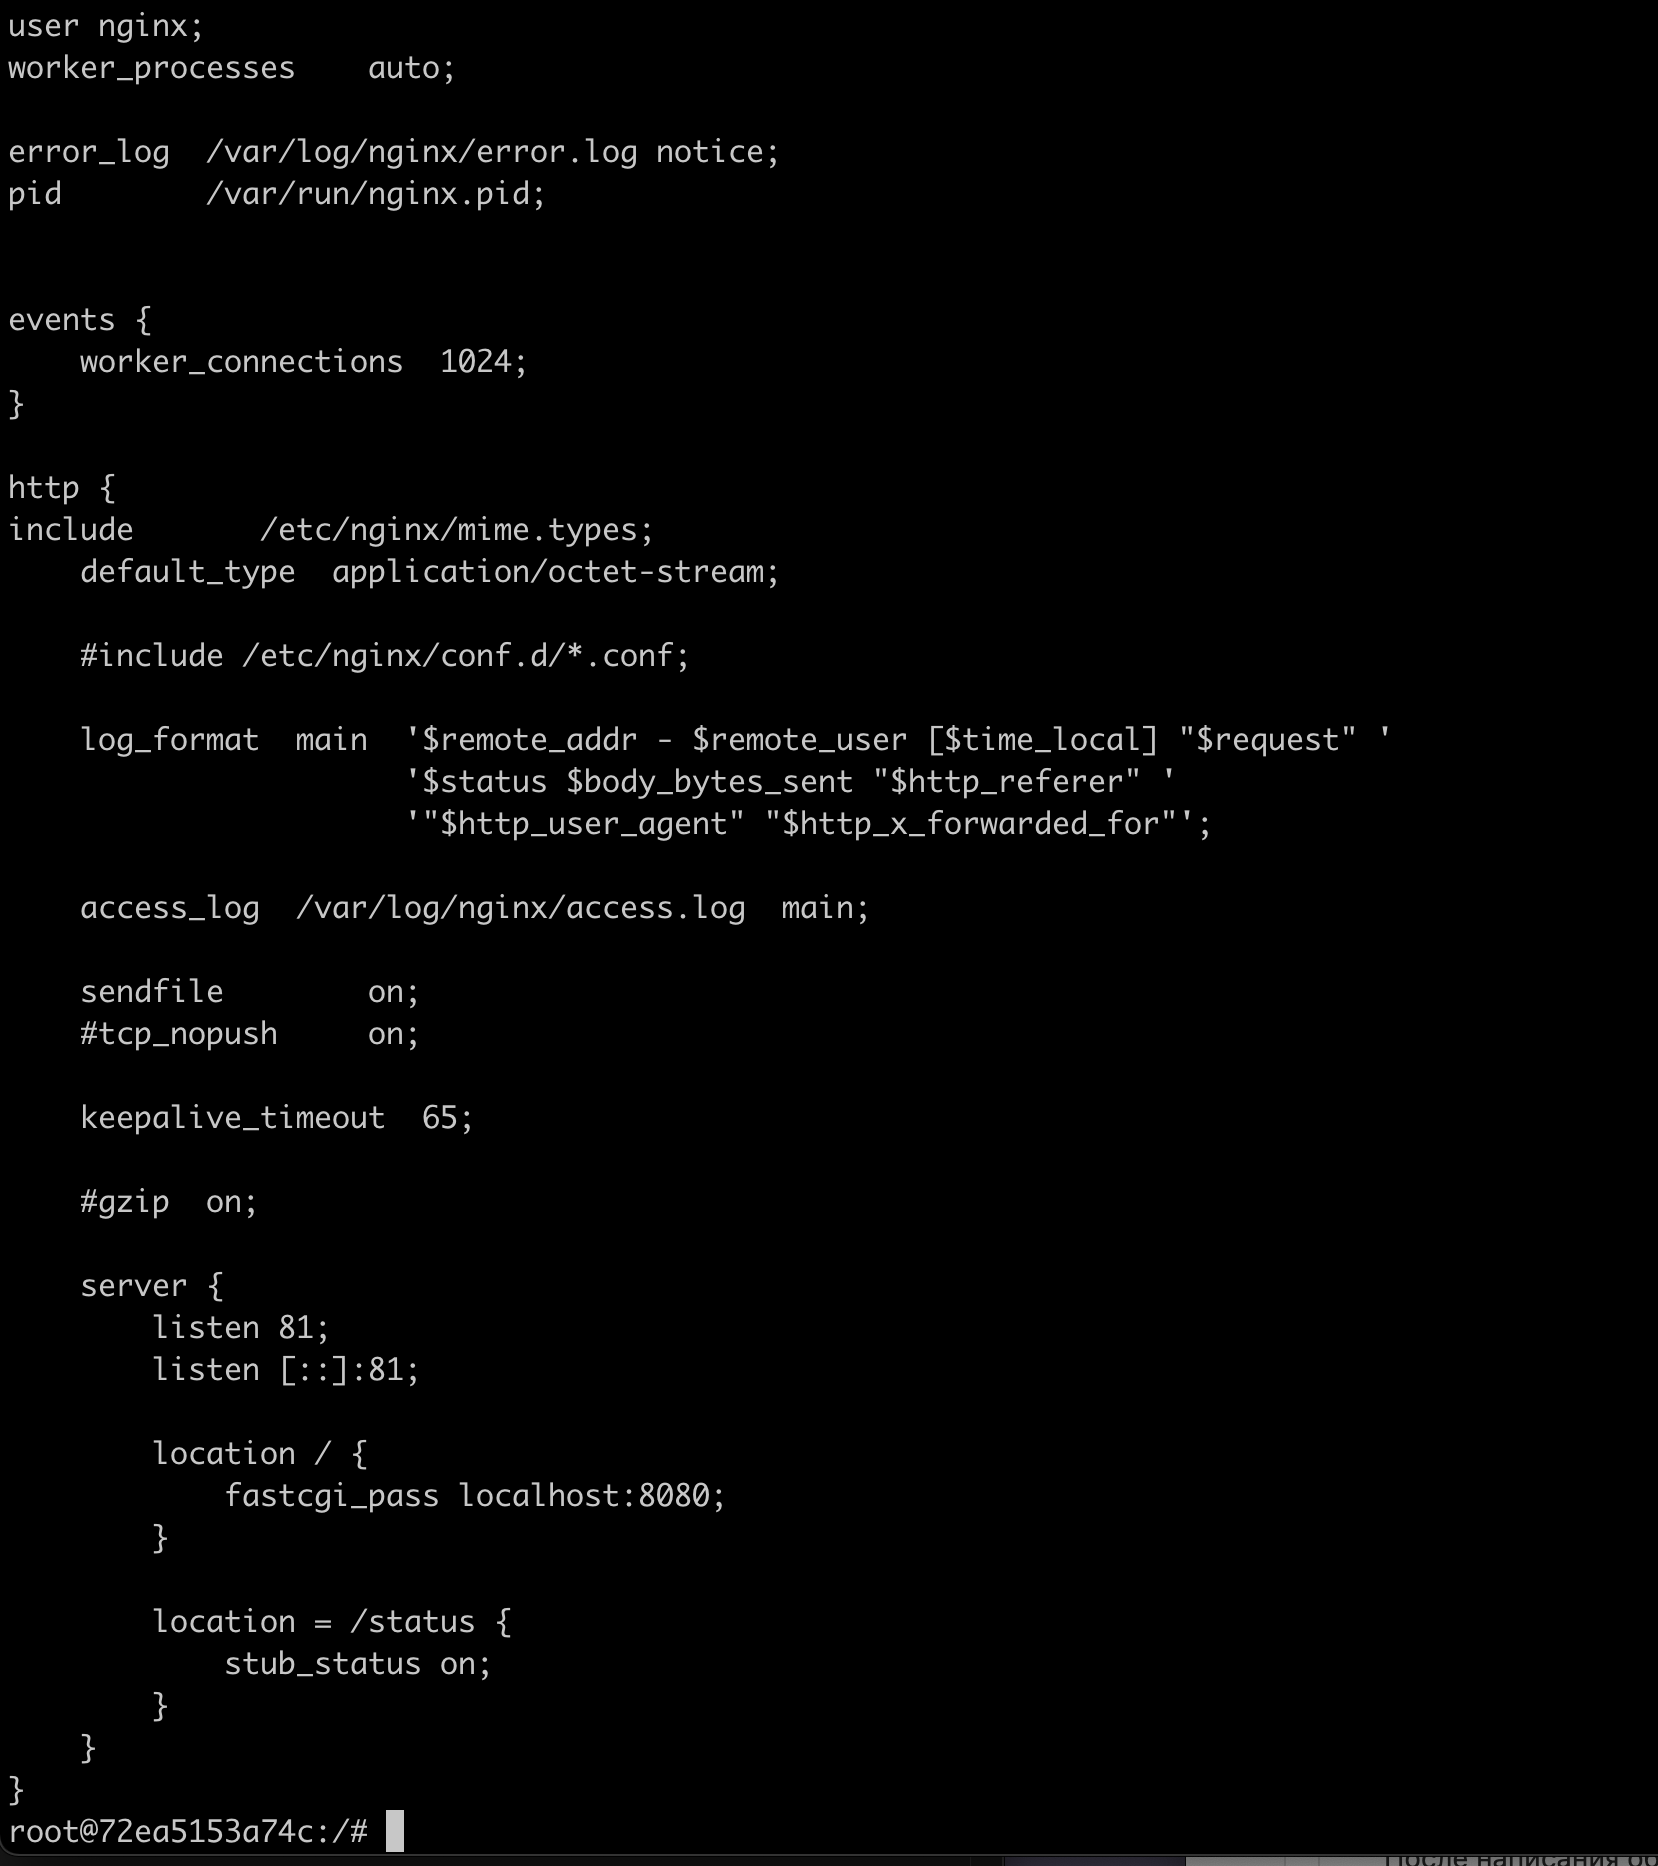 user nginx;
worker_processes    auto;
error_log  /var/log/nginx/error.log notice;
pid        /var/run/nginx.pid;
events {
    worker_connections  1024;
}
http {
include       /etc/nginx/mime.types;
    default_type  application/octet-stream;
    #include /etc/nginx/conf.d/*.conf;
    log_format  main  '$remote_addr - $remote_user [$time_local] "$request" '
                      '$status $body_bytes_sent "$http_referer" '
                      '"$http_user_agent" "$http_x_forwarded_for"';
    access_log  /var/log/nginx/access.log  main;
    sendfile        on;
    #tcp_nopush     on;
    keepalive_timeout  65;
    #gzip  on;
    server {
        listen 81;
        listen [::]:81;
        location / {
            fastcgi_pass localhost:8080;
        }
        location = /status {
            stub_status on;
        }
    }
}
root@72ea5153a74c:/#
После написания